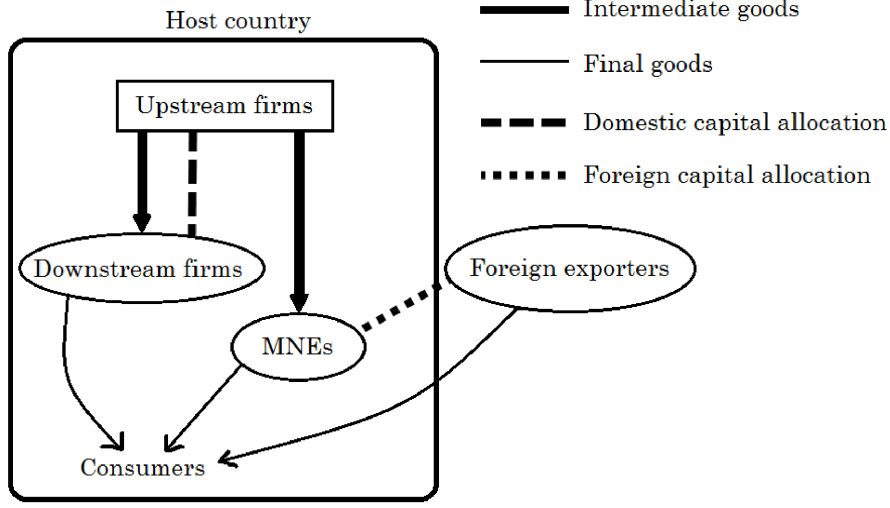 Host country
Intermediate goods
Final goods
Domestic capital allocation
Foreign capital allocation
Upstream firms
Downstream firms
Foreign exporters
MNEs
Consumers